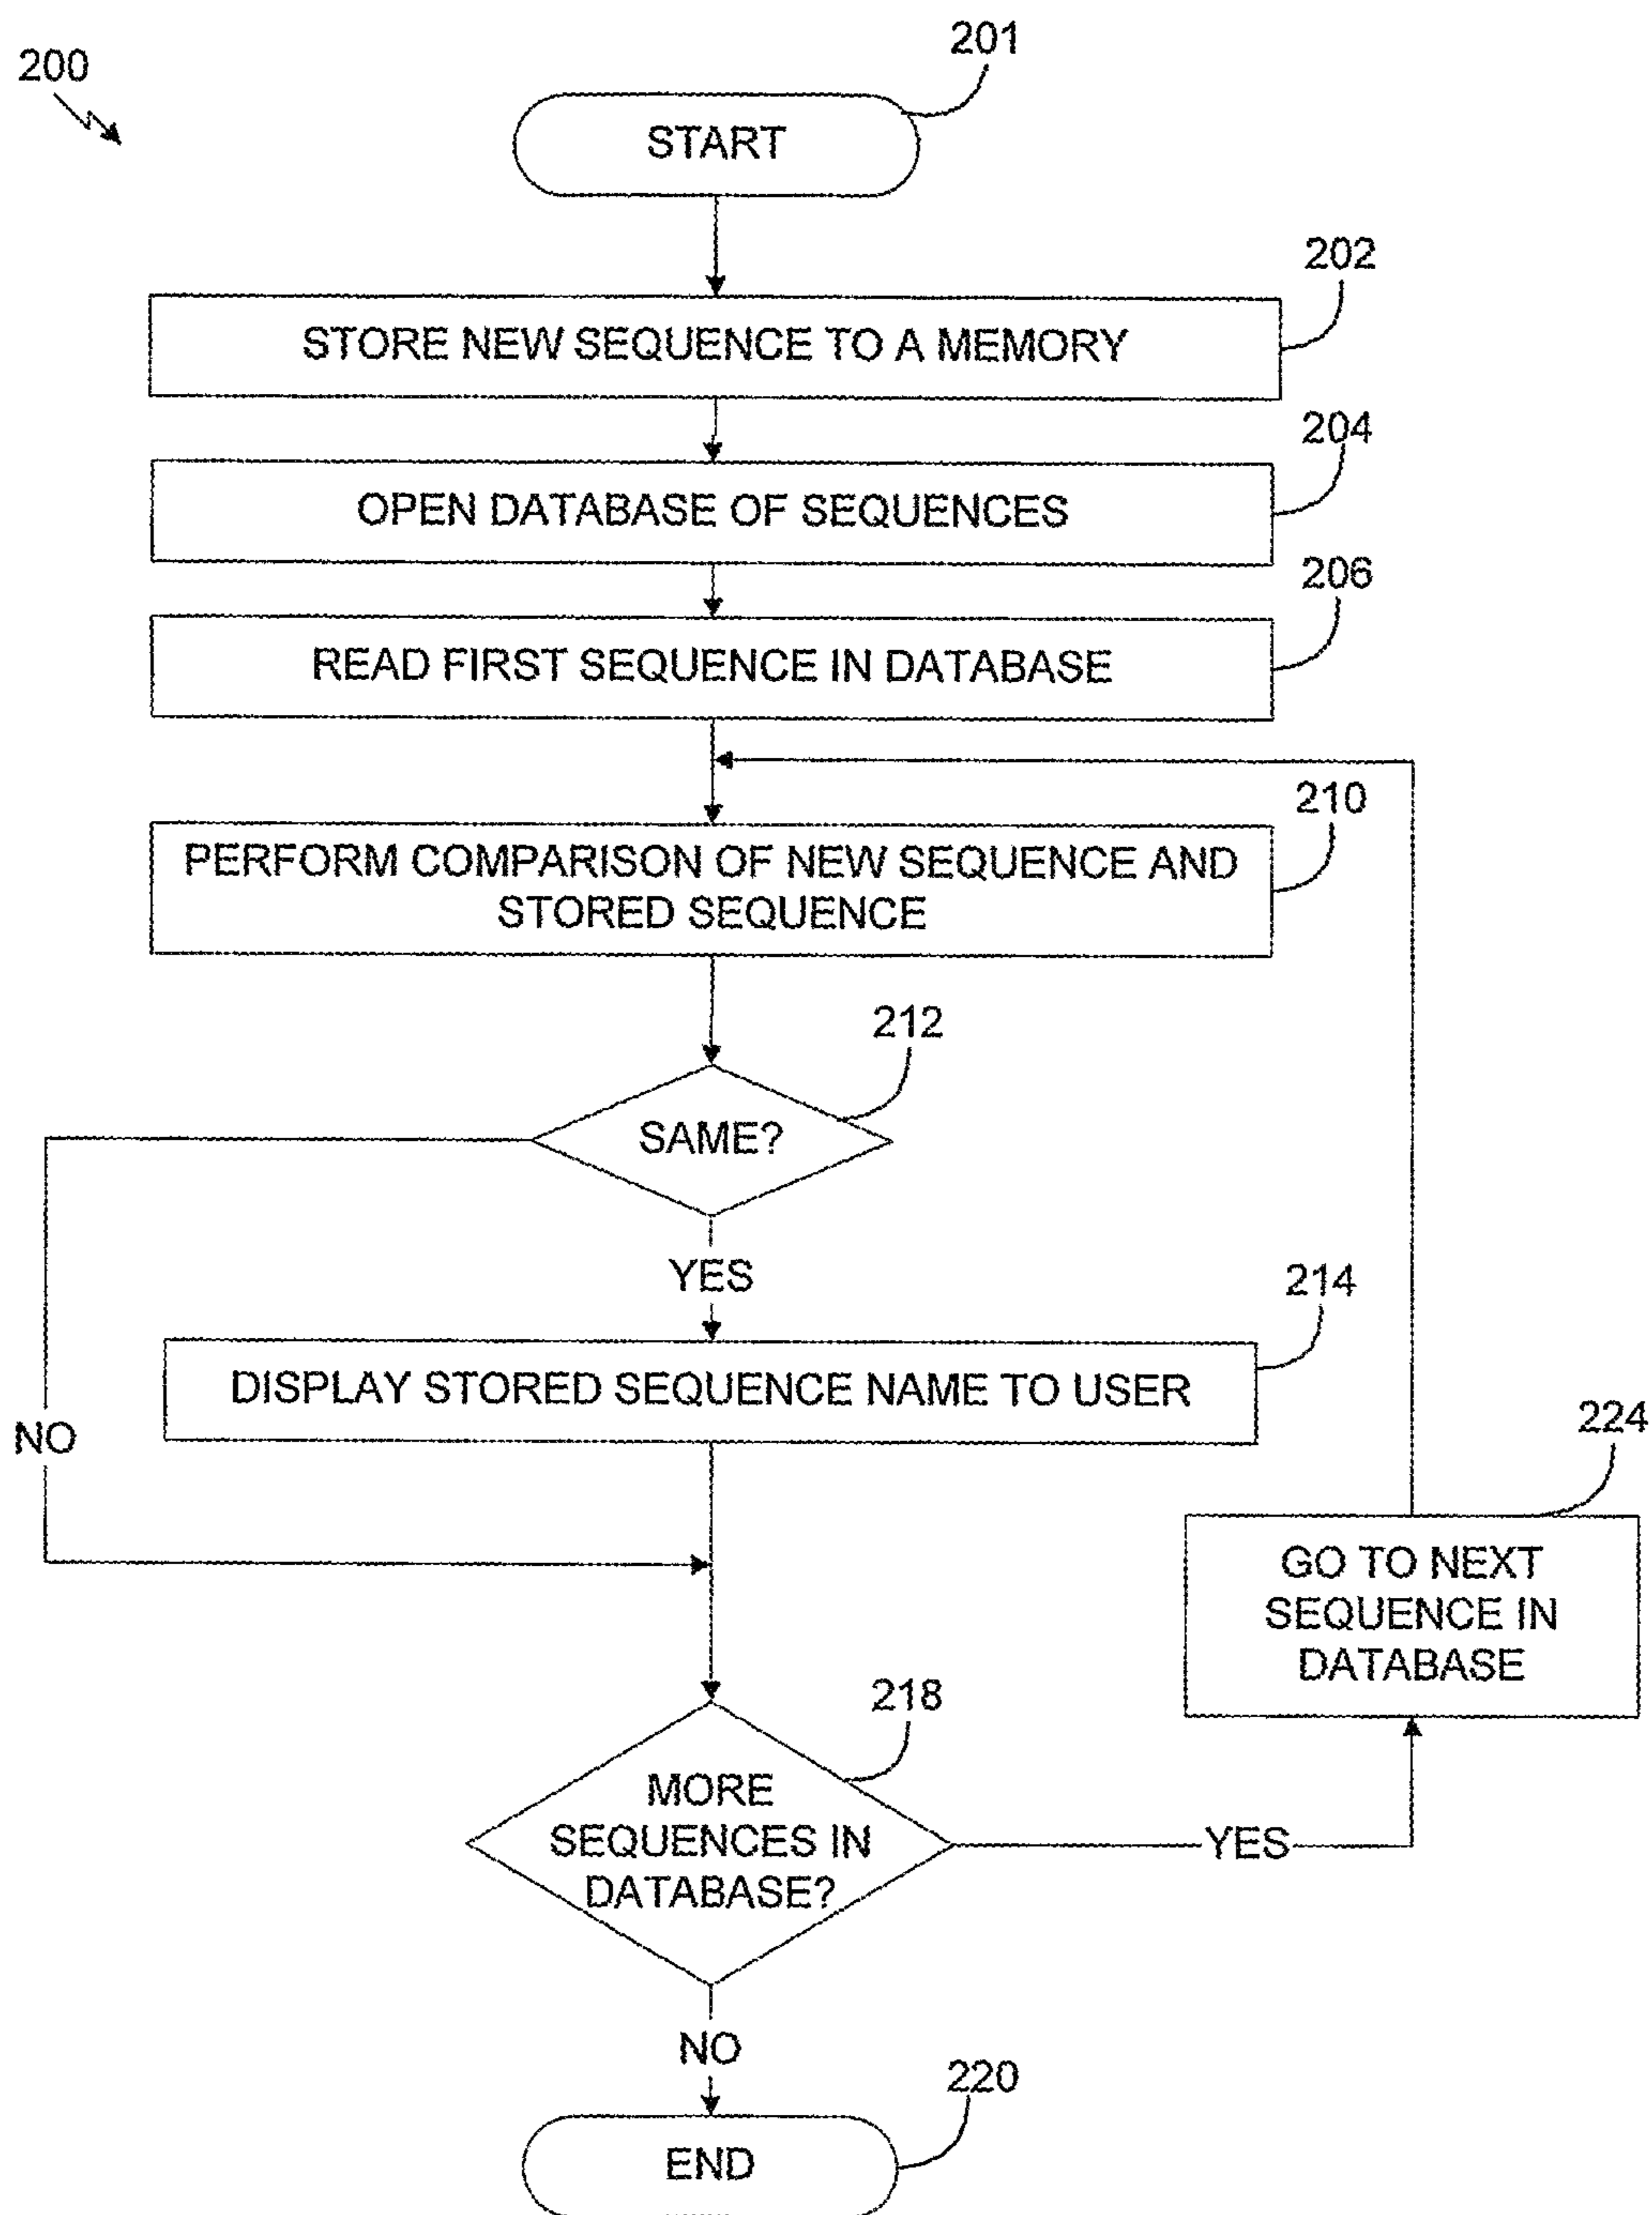 200
201
START
202
STORE NEW SEQUENCE TO A MEMORY
204
OPEN DATABASE OF SEQUENCES
206
READ FIRST SEQUENCE IN DATABASE
210
PERFORM COMPARISON OF NEW SEQUENCE AND
STORED SEQUENCE
212
SAME?
YES
214
DISPLAY STORED SEQUENCE NAME TO USER
NO
224
GO TO NEXT
SEQUENCE IN
DATABASE
218
MORE
SEQUENCES IN
DATABASE?
YES
NO
220
END